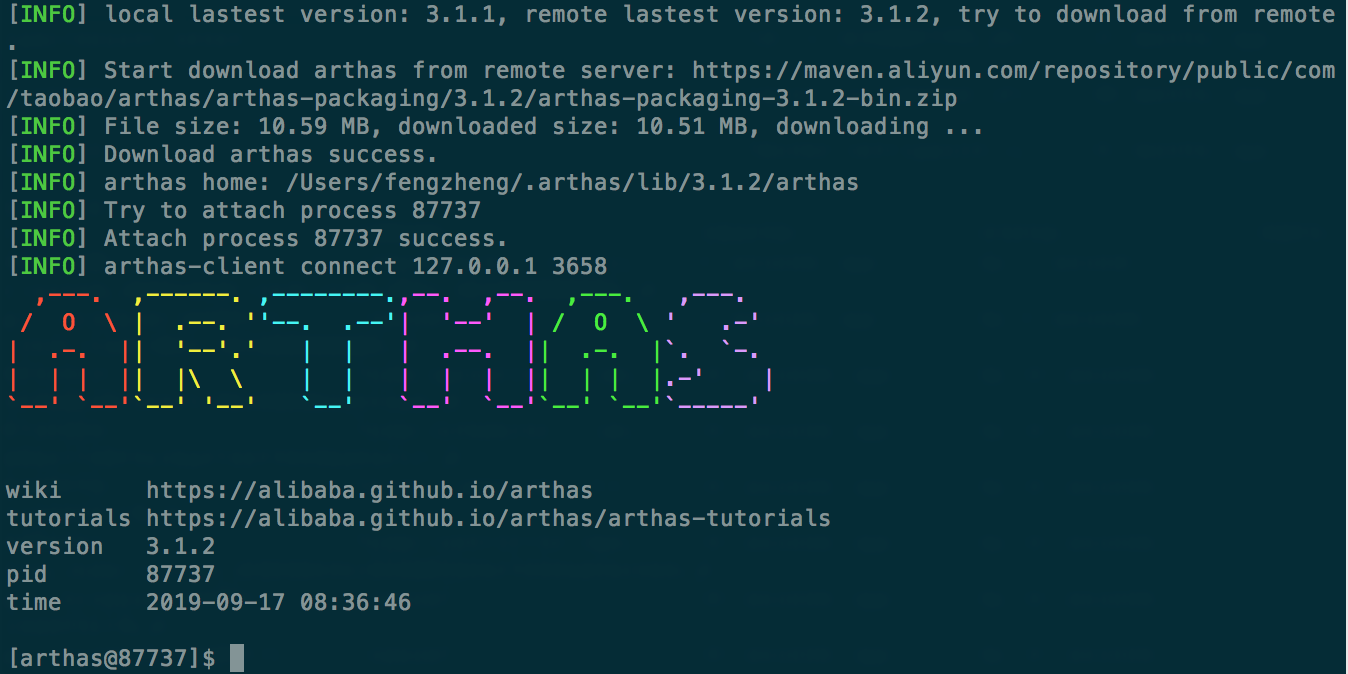 [INFO] local lastest version: 3.1.1, remote lastest version: 3.1.2, try to download from remote
.
[INFO] Start download arthas from remote server: https://maven.aliyun.com/repository/public/com
/taobao/arthas/arthas-packaging/3.1.2/arthas-packaging-3.1.2-bin.zip
[INFO] File size: 10.59 MB, downloaded size: 10.51 MB, downloading ...
[INFO] Download arthas success.
[INFO] arthas home: /Users/fengzheng/.arthas/lib/3.1.2/arthas
[INFO] Try to attach process 87737
[INFO] Attach process 87737 success.
[INFO] arthas-client connect 127.0.0.1 3658
ARTHAS
wiki      https://alibaba.github.io/arthas
tutorials https://alibaba.github.io/arthas/arthas-tutorials
version   3.1.2
pid       87737
time      2019-09-17 08:36:46
[arthas@87737]$